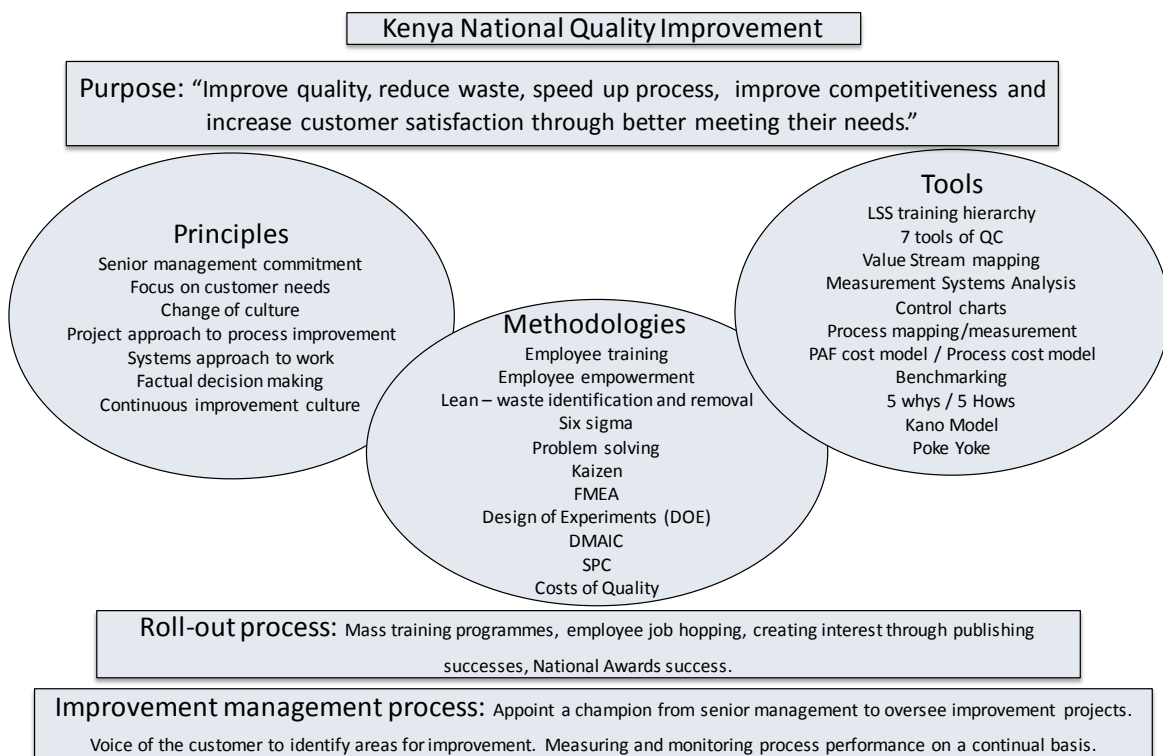 Kenya National Quality Improvement
Purpose: “Improve quality, reduce waste, speed up process, improve competitiveness and
increase customer satisfaction through better meeting their needs.”
Principles
Senior management commitment
Focus on customer needs
Change of culture
Project approach to process improvement
Systems approach to work
Factual decision making
Continuous improvement culture
Methodologies
Employee training
Employee empowerment
Lean – waste identification and removal
Six sigma
Problem solving
Kaizen
FMEA
Design of Experiments (DOE)
DMAIC
SPC
Costs of Quality
Tools
LSS training hierarchy
7 tools of QC
Value Stream mapping
Measurement Systems Analysis
Control charts
Process mapping/measurement
PAF cost model / Process cost model
Benchmarking
5 whys / 5 Hows
Kano Model
Poke Yoke
Roll-out process: Mass training programmes, employee job hopping, creating interest through publishing
successes, National Awards success.
Improvement management process: Appoint a champion from senior management to oversee improvement projects.
Voice of the customer to identify areas for improvement. Measuring and monitoring process performance on a continual basis.